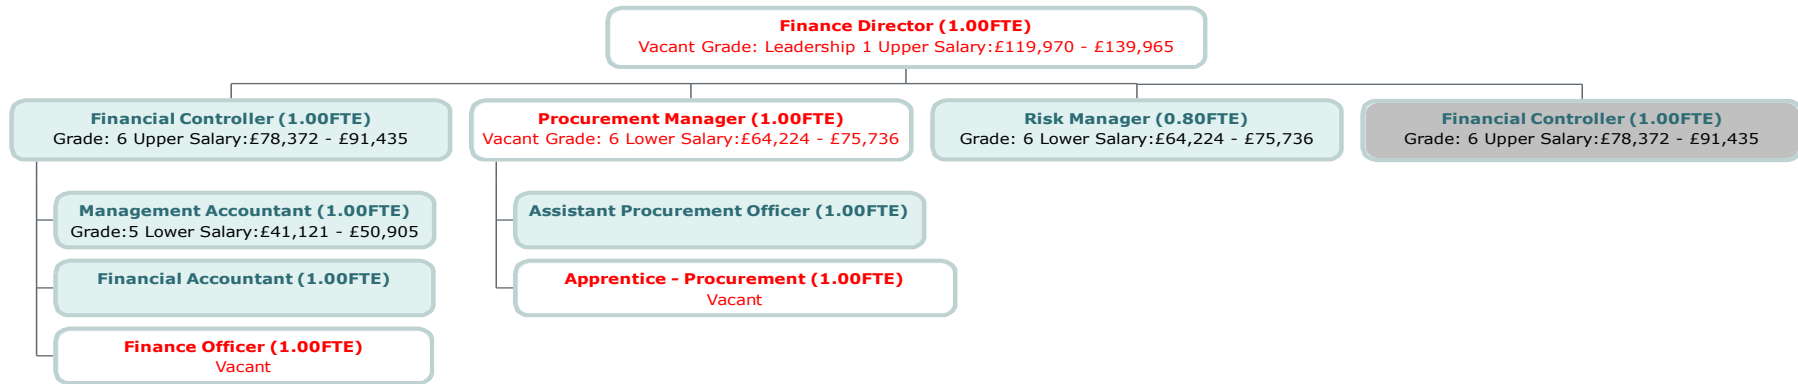 Finance Director (1.00FTE)
Vacant Grade: Leadership 1 Upper Salary:£119,970 - £139,965
Financial Controller (1.00FTE)
Grade: 6 Upper Salary:£78,372 - £91,435
Procurement Manager (1.00FTE)
Vacant Grade: 6 Lower Salary:£64,224 - £75,736
Risk Manager (0.80FTE)
Grade: 6 Lower Salary:£64,224 - £75,736
Financial Controller (1.00FTE)
Grade: 6 Upper Salary:£78,372 - £91,435
Management Accountant (1.00FTE)
Grade:5 Lower Salary:£41,121 - £50,905
Financial Accountant (1.00FTE)
Finance Officer (1.00FTE)
Vacant
Assistant Procurement Officer (1.00FTE)
Apprentice - Procurement (1.00FTE)
Vacant